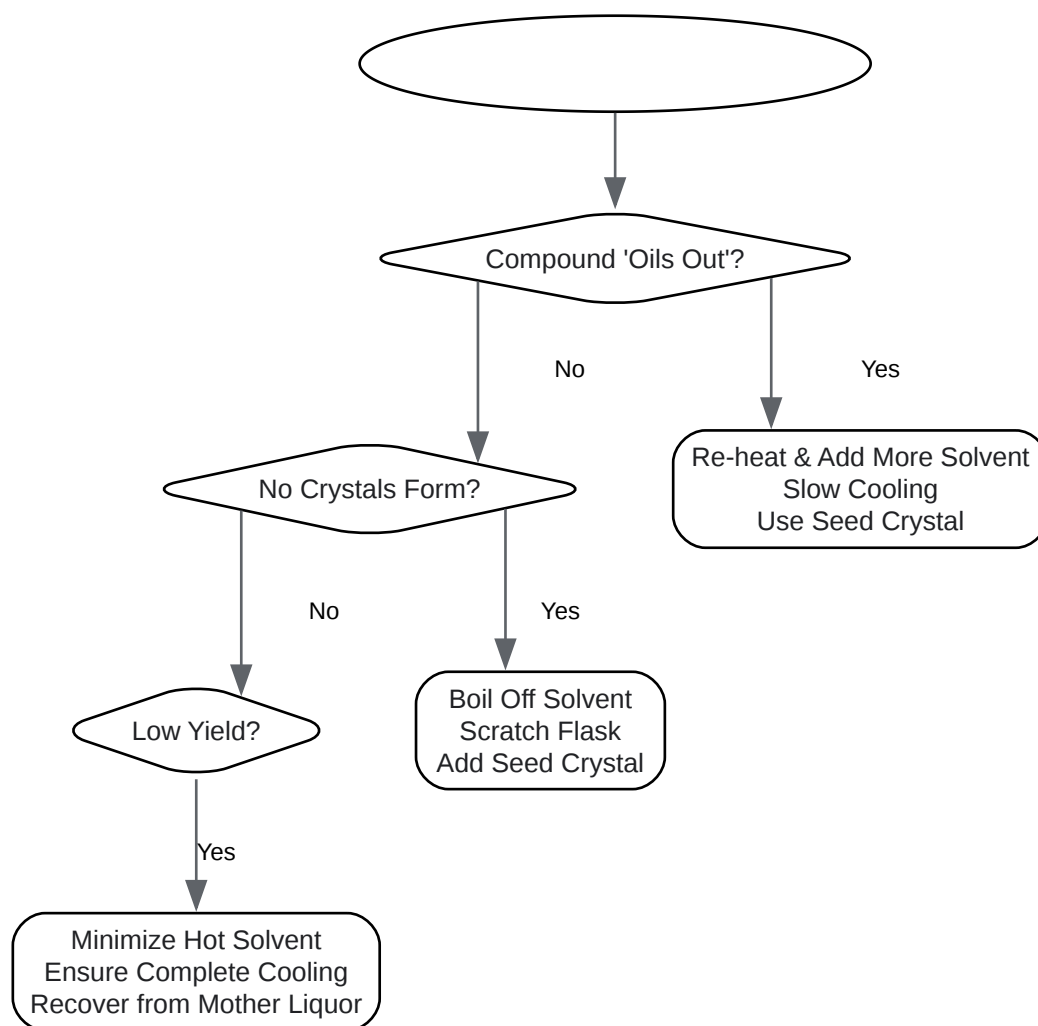 Compound 'Oils Out'?
No
Yes
Re-heat & Add More Solvent
Slow Cooling
Use Seed Crystal
No Crystals Form?
No
Yes
Boil Off Solvent
Scratch Flask
Add Seed Crystal
Low Yield?
Yes
Minimize Hot Solvent
Ensure Complete Cooling
Recover from Mother Liquor